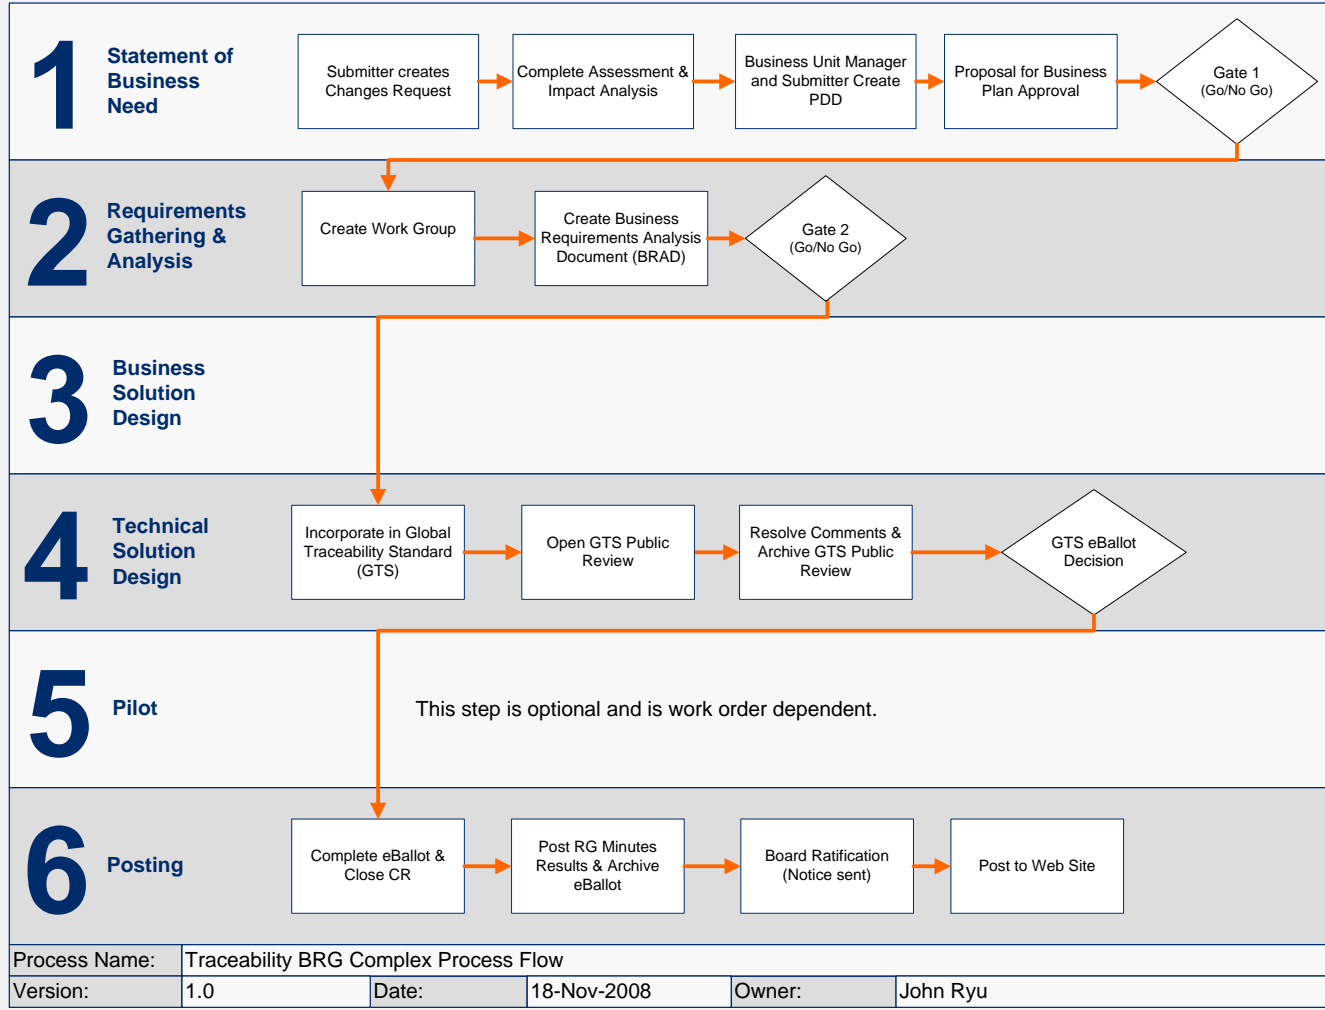 1
Statement of
Business
Need
Submitter creates
Changes Request
Complete Assessment &
Impact Analysis
Business Unit Manager
and Submitter Create
PDD
Proposal for Business
Plan Approval
Gate 1
(Go/No Go)
2
Requirements
Gathering &
Analysis
Create Work Group
Create Business
Requirements Analysis
Document (BRAD)
Gate 2
(Go/No Go)
3
Business
Solution
Design
4
Technical
Solution
Design
Incorporate in Global
Traceability Standard
(GTS)
Open GTS Public
Review
Resolve Comments &
Archive GTS Public
Review
GTS eBallot
Decision
5
Pilot
This step is optional and is work order dependent.
6
Posting
Complete eBallot &
Close CR
Post RG Minutes
Results & Archive
eBallot
Board Ratification
(Notice sent)
Post to Web Site
Process Name: Traceability BRG Complex Process Flow
Version: 1.0 Date: 18-Nov-2008 Owner: John Ryu